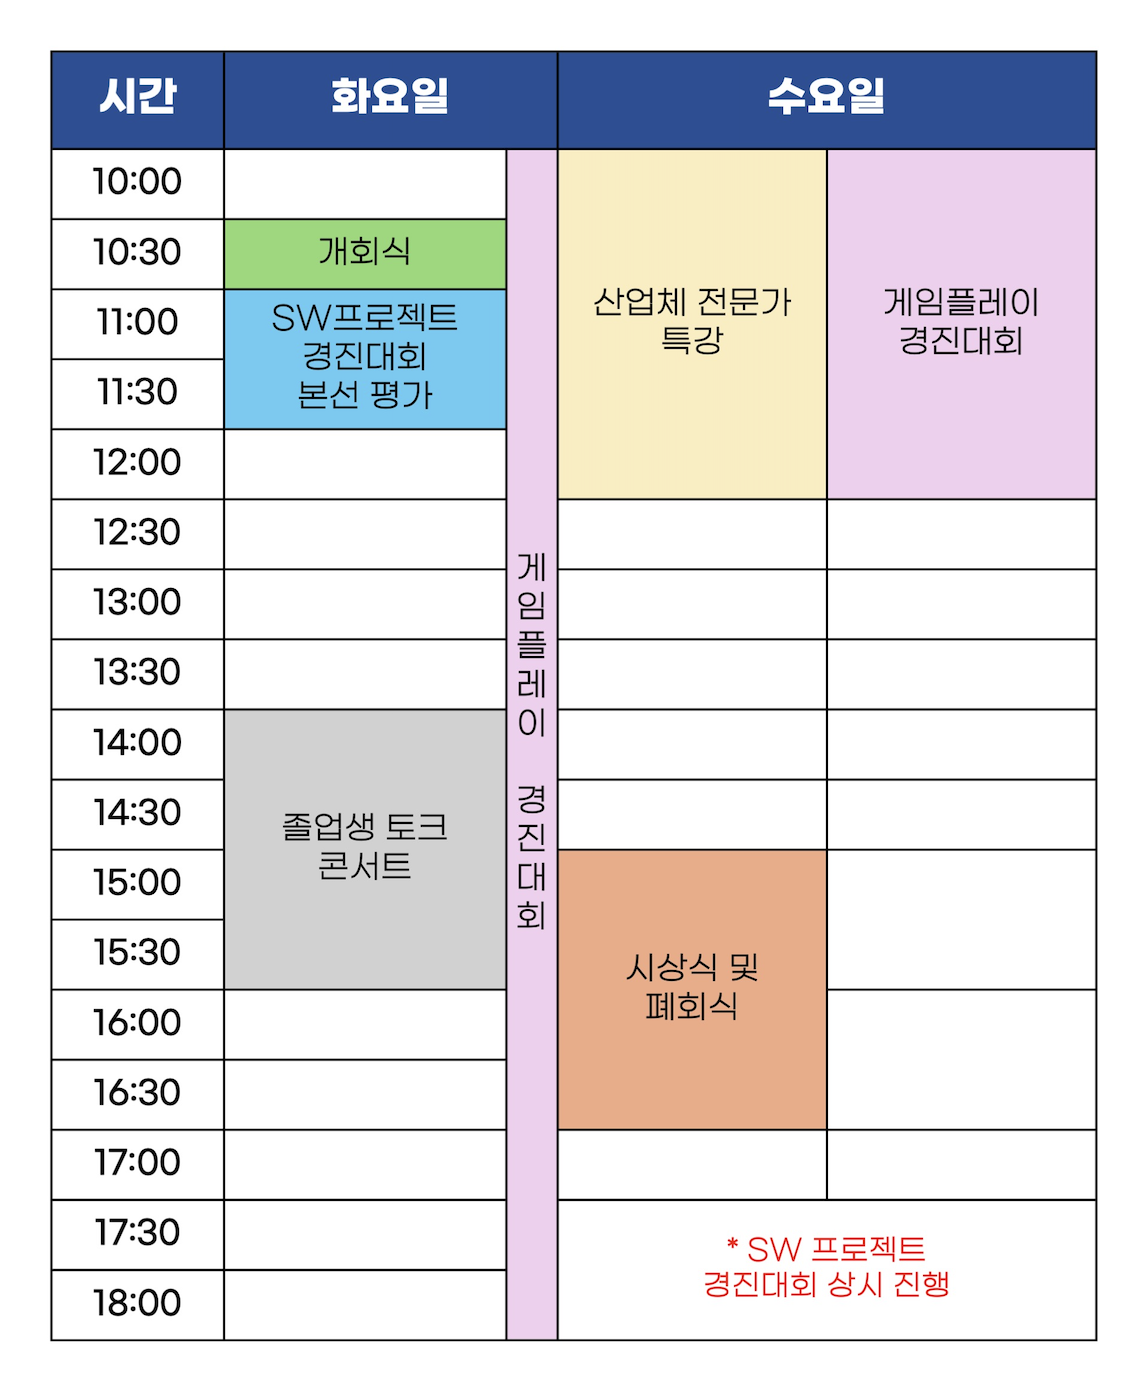 시간 화요일 수요일
10:00
10:30 개회식
11:00
11:30
SW프로젝트
경진대회
본선 평가
산업체 전문가
특강
게임플레이
경진대회
12:00
12:30
13:00
13:30
14:00
14:30
15:00
15:30
졸업생 토크
콘서트
게임플레이 경진대회
시상식 및
폐회식
16:00
16:30
17:00
17:30
18:00
* SW 프로젝트
경진대회 상시 진행